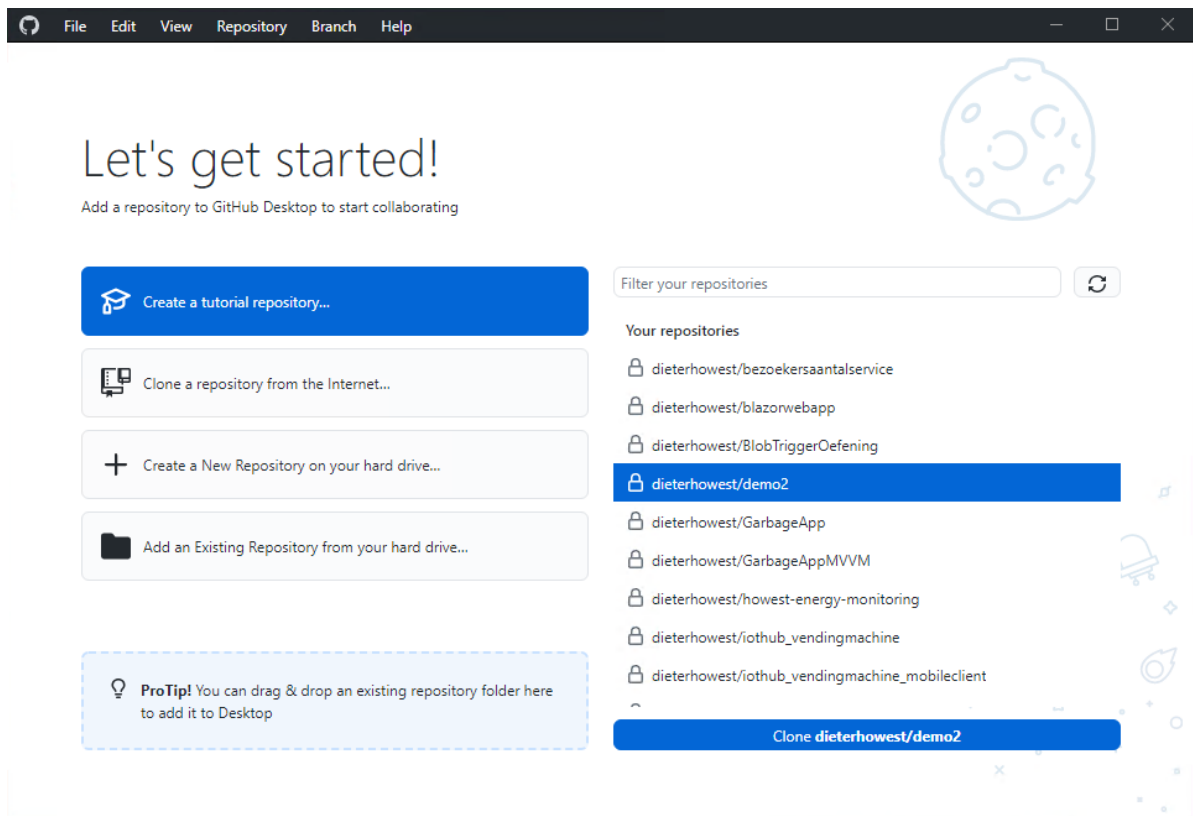 File Edit View Repository Branch Help
Let's get started!
Add a repository to GitHub Desktop to start collaborating
Create a tutorial repository...
Clone a repository from the Internet...
Create a New Repository on your hard drive...
Add an Existing Repository from your hard drive...
ProTip! You can drag & drop an existing repository folder here
to add it to Desktop
Filter your repositories
Your repositories
dieterhowest/bezoekersaantalservice
dieterhowest/blazorwebapp
dieterhowest/BlobTriggerOefening
dieterhowest/demo2
dieterhowest/GarbageApp
dieterhowest/GarbageAppMVVM
dieterhowest/howest-energy-monitoring
dieterhowest/iothub_vendingmachine
dieterhowest/iothub_vendingmachine_mobileclient
Clone dieterhowest/demo2